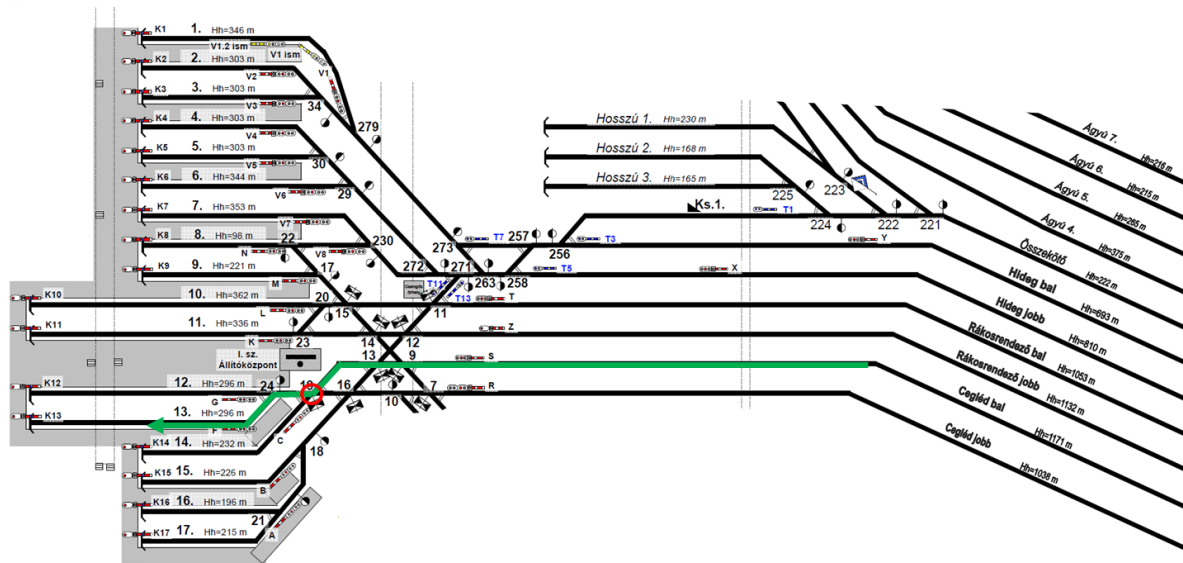 K1 1. Hh=346 m
V1.2 ism V1 ism
K2 2. Hh=303 m
V2 V1
K3 3. Hh=303 m
V3 34
K4 4. Hh=303 m
V4 279
K5 5. Hh=303 m
V5 30
K6 6. Hh=344 m
V6 29
K7 7. Hh=353 m
V7
K8 8. Hh=98 m
22 N V8 230
K9 9. Hh=221 m
M 17
K10 10. Hh=362 m
L 20 15
K11 11. Hh=336 m
K 23 14 12
I. sz.
Állítóközpont
13 9
K12 12. Hh=296 m
G 24 16 10 7
K13 13. Hh=296 m
F C
K14 14. Hh=232 m
18
K15 15. Hh=226 m
B
K16 16. Hh=196 m
21
K17 17. Hh=215 m
A
273 T7 257 256 T3
272 271 263 258 T5
T11 T13 11
X
T
Z
S
R
Y
Hosszú 1. Hh=230 m
Hosszú 2. Hh=168 m
Hosszú 3. Hh=165 m
225 223
Ks.1. T1 224 222 221
Ágyú 7. Hh=216 m
Ágyú 6. Hh=215 m
Ágyú 5. Hh=265 m
Ágyú 4. Hh=375 m
Összekötő Hh=222 m
Hideg bal Hh=693 m
Hideg jobb Hh=810 m
Rákosrendező bal Hh=1053 m
Rákosrendező jobb Hh=1132 m
Cegléd bal Hh=1171 m
Cegléd jobb Hh=1038 m